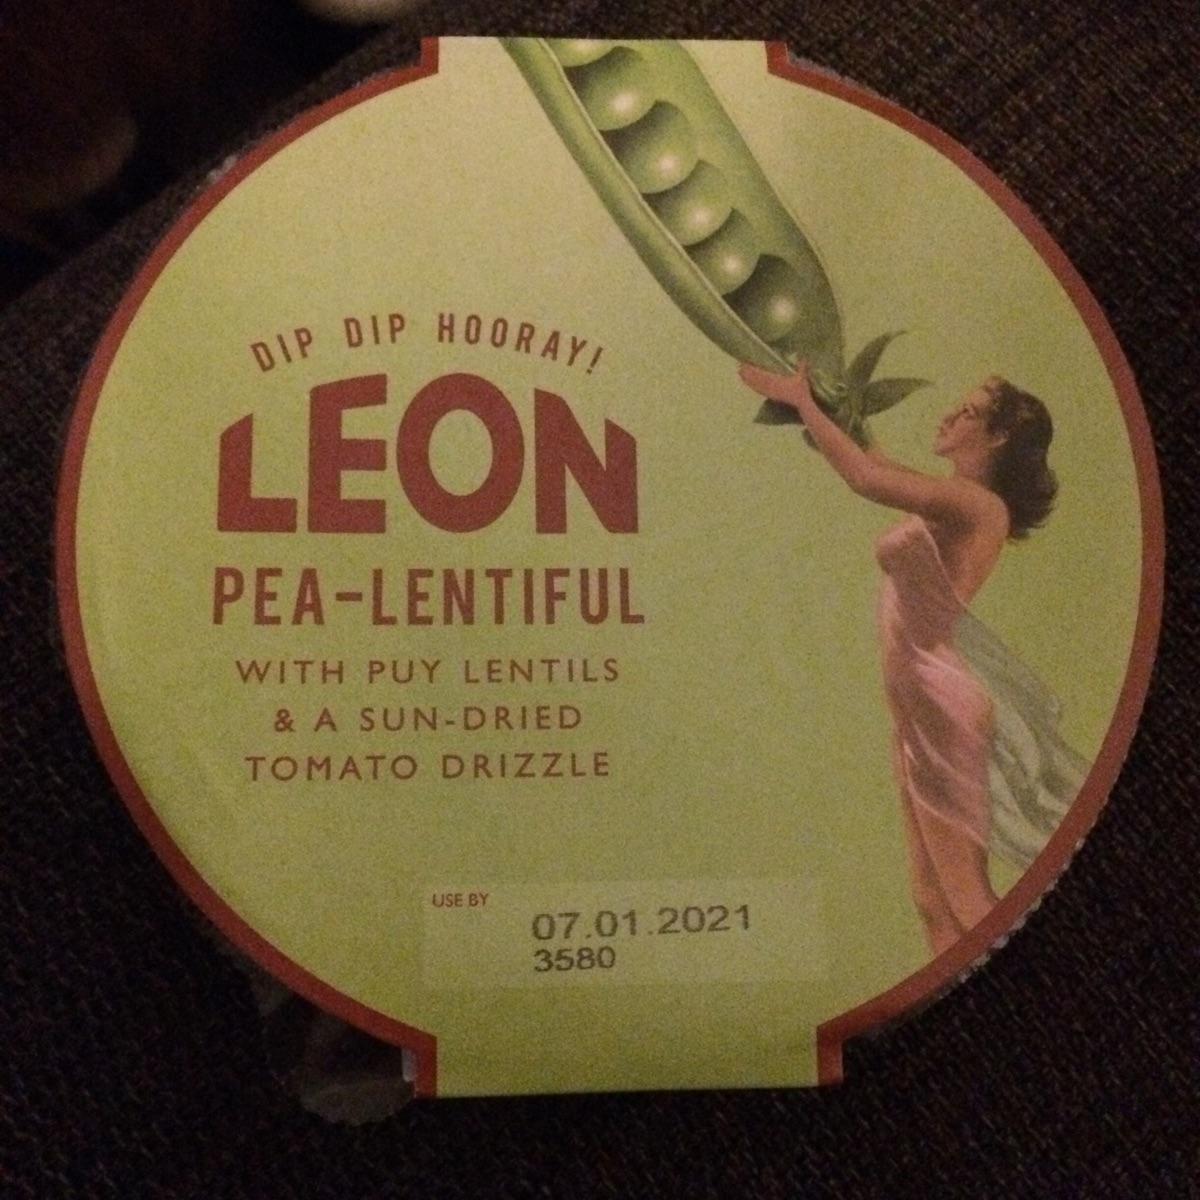 DIP DIP HOORAY!
LEON
PEA-LENTIFUL
WITH PUY LENTILS
& A SUN-DRIED
TOMATO DRIZZLE
USE BY
07.01.2021
3580